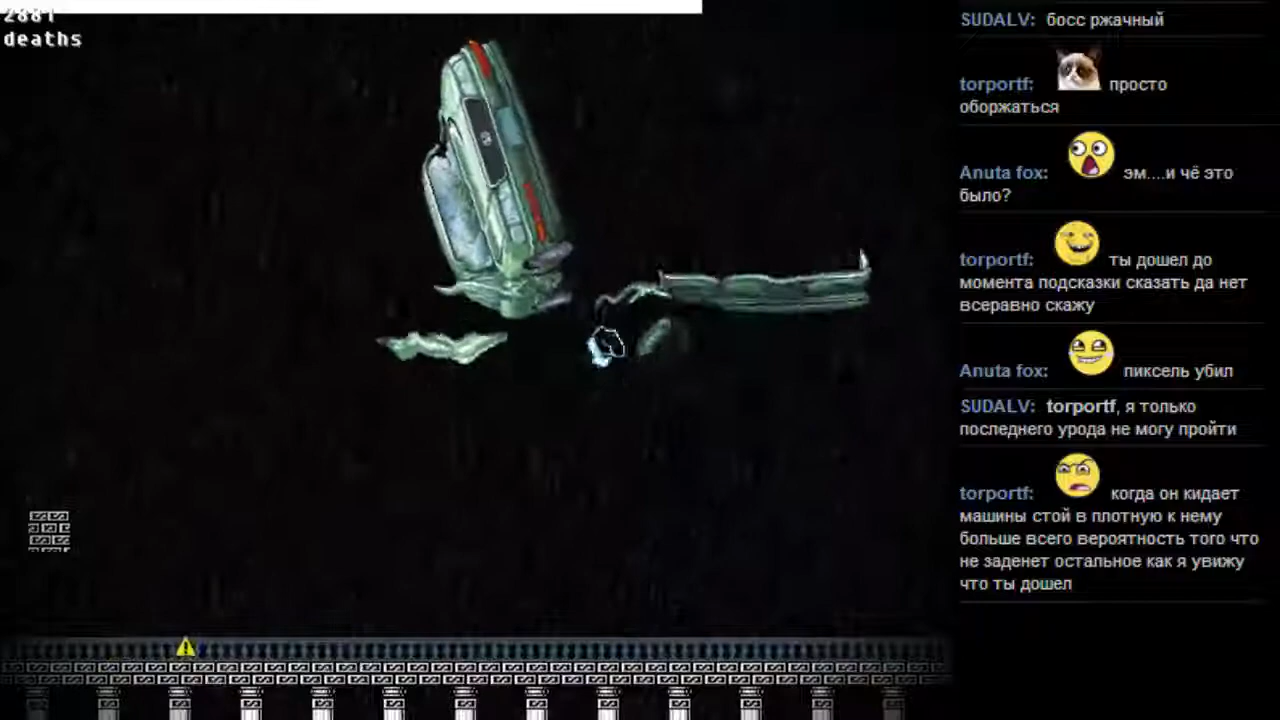 2881
deaths
SUDALV: босс ржачный
torportf: просто
оборжаться
Anuta fox: эм....и чё это
было?
torportf: ты дошел до
момента подсказки сказать да нет
всеравно скажу
Anuta fox: пиксель убил
SUDALV: torportf, я только
последнего урода не могу пройти
torportf: когда он кидает
машины стой в плотную к нему
больше всего вероятность того что
не заденет остальное как я увижу
что ты дошел